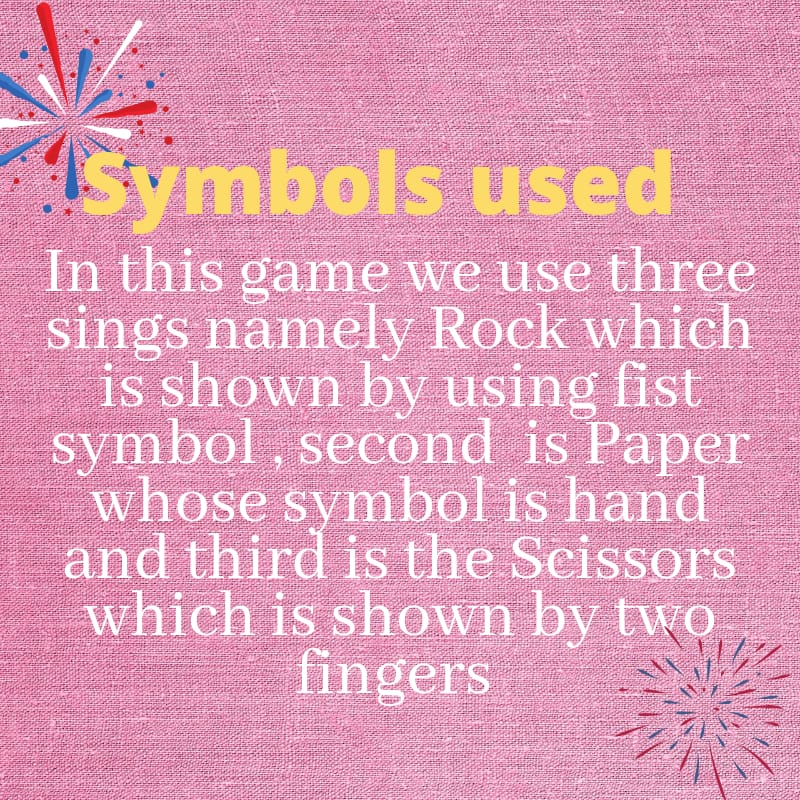 Symbols used
In this game we use three
sings namely Rock which
is shown by using fist
symbol , second  is Paper
whose symbol is hand
and third is the Scissors
which is shown by two
fingers